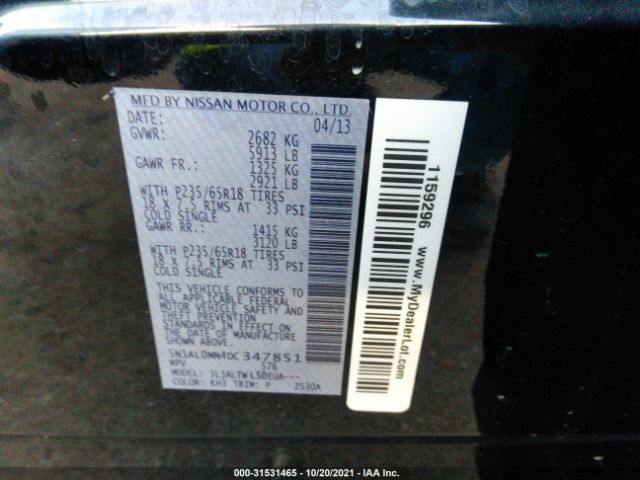 MFD BY NISSAN MOTOR CO., LTD.
DATE: 04/13
GVWR: 2682 KG
5913 LB
GAWR FR.: 1325 KG
2921 LB
WITH P235/65R18 TIRES
18 X 7.5 RIMS AT 33 PSI
COLD SINGLE
GAWR RR.: 1415 KG
3120 LB
WITH P235/65R18 TIRES
18 X 7.5 RIMS AT 33 PSI
COLD SINGLE
THIS VEHICLE CONFORMS TO
ALL APPLICABLE FEDERAL
MOTOR VEHICLE SAFETY AND
THEFT PREVENTION
STANDARDS IN EFFECT ON
THE DATE OF MANUFACTURE
SHOWN ABOVE.
5N1AL0MN4DC347851
MPV 576
MODEL: JLJALTWL50EUA---
COLOR: KH3 TRIM: P 2530A
1159296 www.MyDealerLot.com
000-31531465 | 10/20/2021 | IAA Inc.